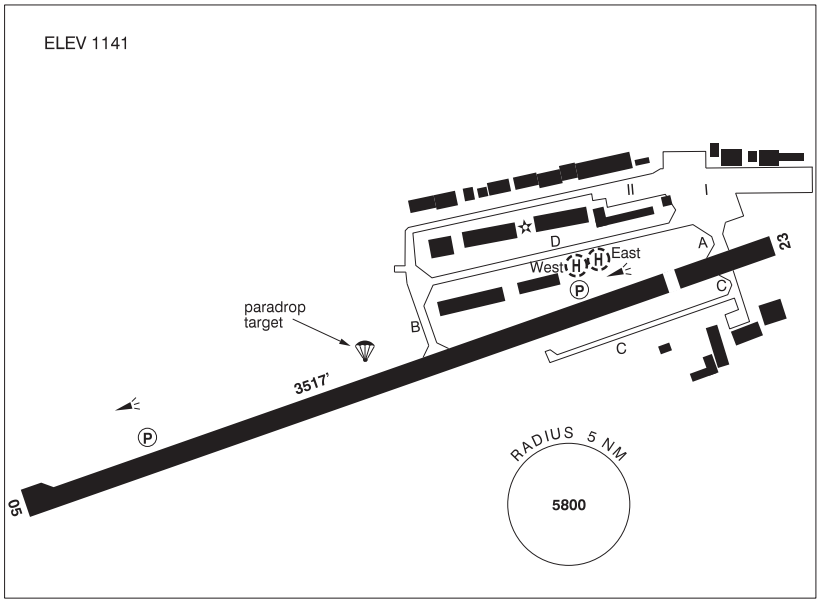 ELEV 1141
II
I
D
A
23
West
H
H
East
P
C
B
paradrop
target
C
3517'
P
05
RADIUS 5 NM
5800